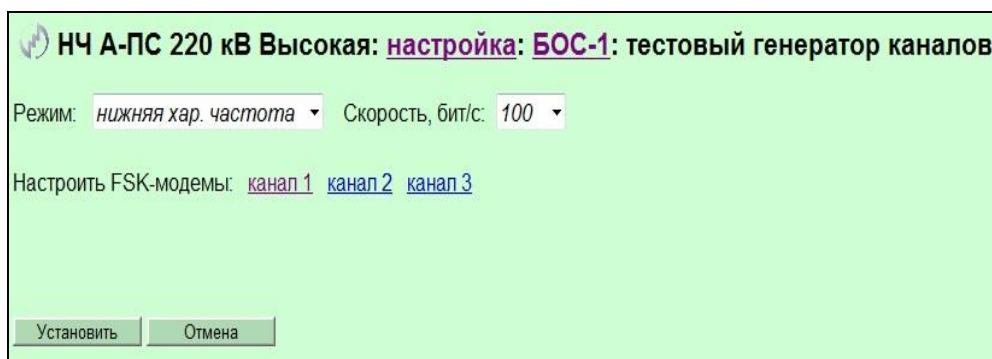 НЧ А-ПС 220 кВ Высокая: настройка: БОС-1: тестовый генератор каналов
Режим: нижняя хар. частота Скорость, бит/с: 100
Настроить FSK-модемы: канал 1 канал 2 канал 3
Установить Отмена